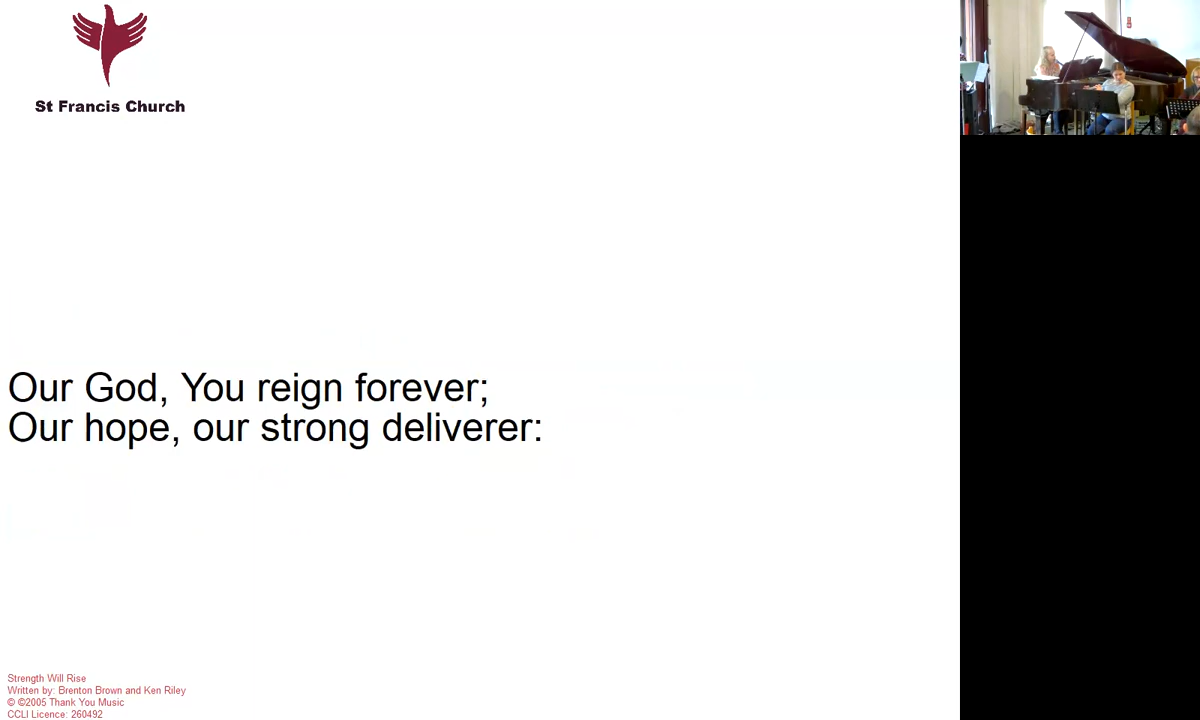 St Francis Church
Our God, You reign forever;
Our hope, our strong deliverer:
Strength Will Rise
Written by: Brenton Brown and Ken Riley
© ©2005 Thank You Music
CCLI Licence: 260492